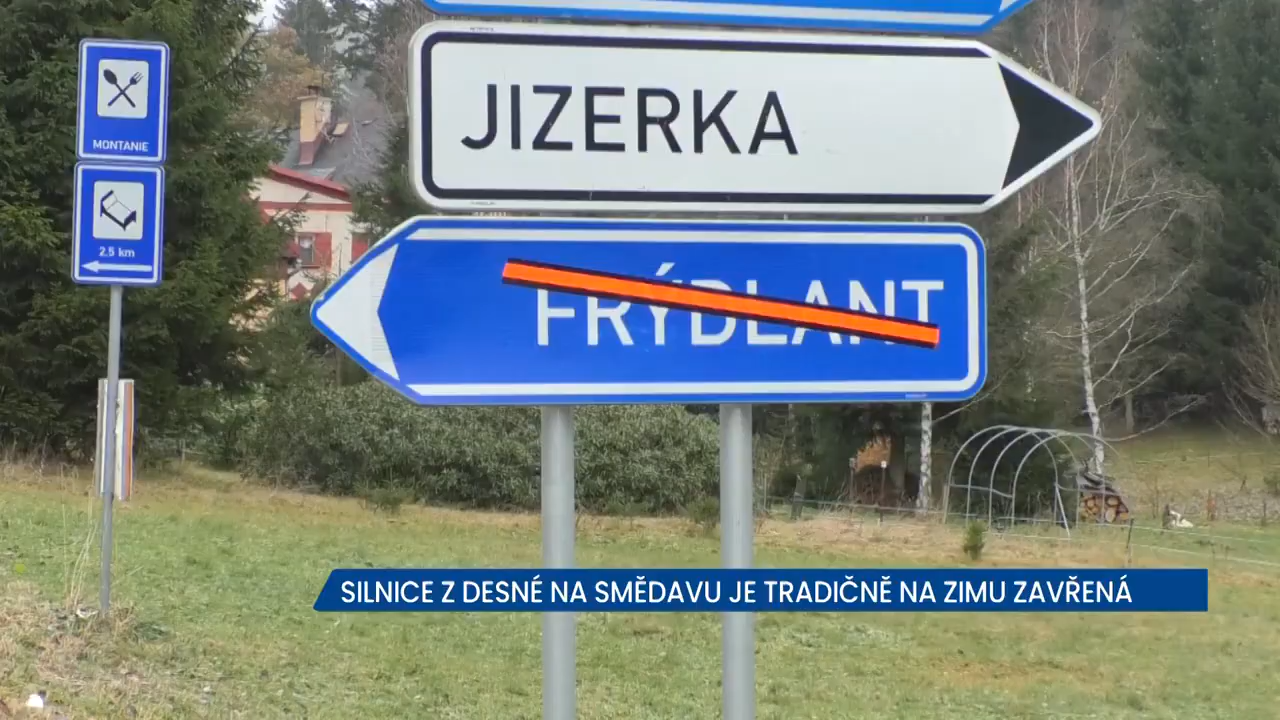 JIZERKA
MONTANIE
2,5 km
FRÝDLANT
SILNICE Z DESNÉ NA SMĚDAVU JE TRADIČNĚ NA ZIMU ZAVŘENÁ